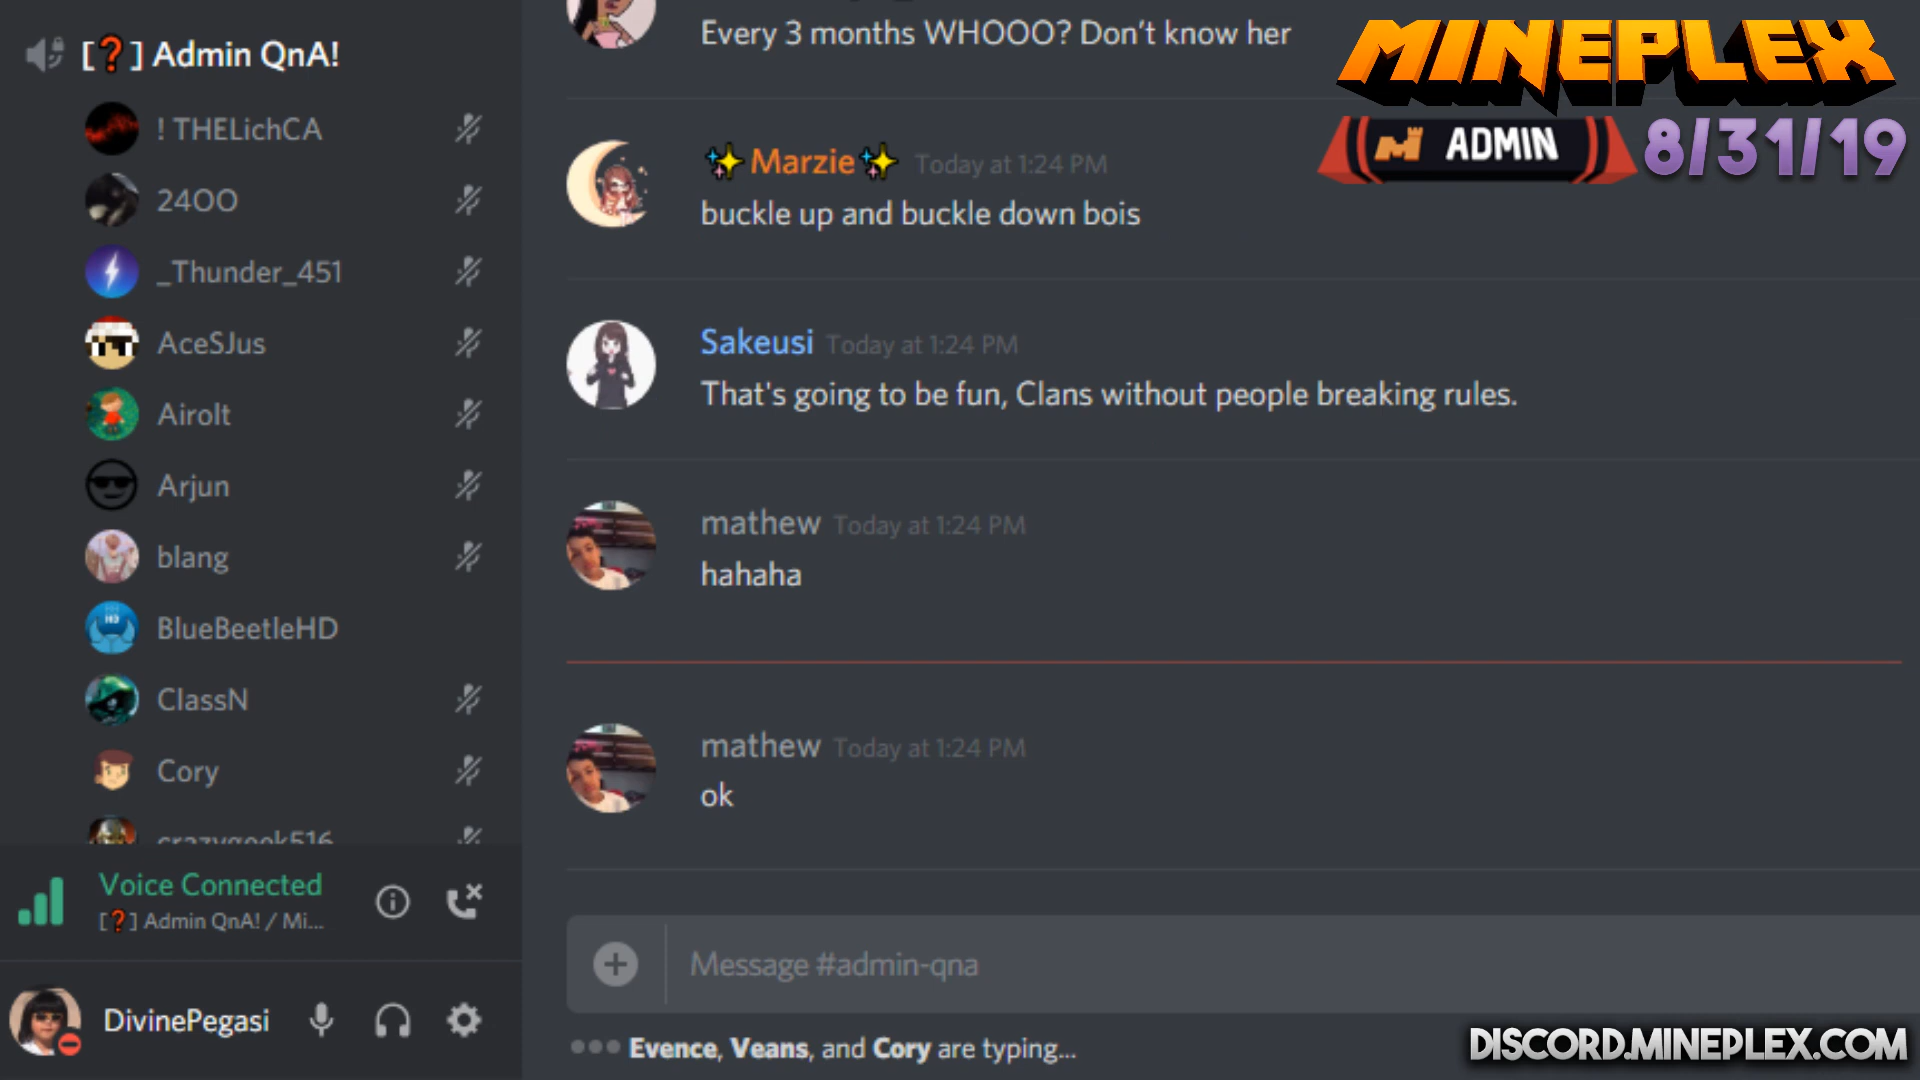 [❓] Admin QnA!
! THELichCA
24OO
_Thunder_451
AceSJus
Airolt
Arjun
blang
BlueBeetleHD
ClassN
Cory
crazygeek516
Voice Connected
[❓] Admin QnA! / Mi...
DivinePegasi
Every 3 months WHOOO? Don't know her
✨Marzie✨ Today at 1:24 PM
buckle up and buckle down bois
Sakeusi Today at 1:24 PM
That's going to be fun, Clans without people breaking rules.
mathew Today at 1:24 PM
hahaha
mathew Today at 1:24 PM
ok
Message #admin-qna
Evence, Veans, and Cory are typing...
MINEPLEX
ADMIN 8/31/19
DISCORD.MINEPLEX.COM